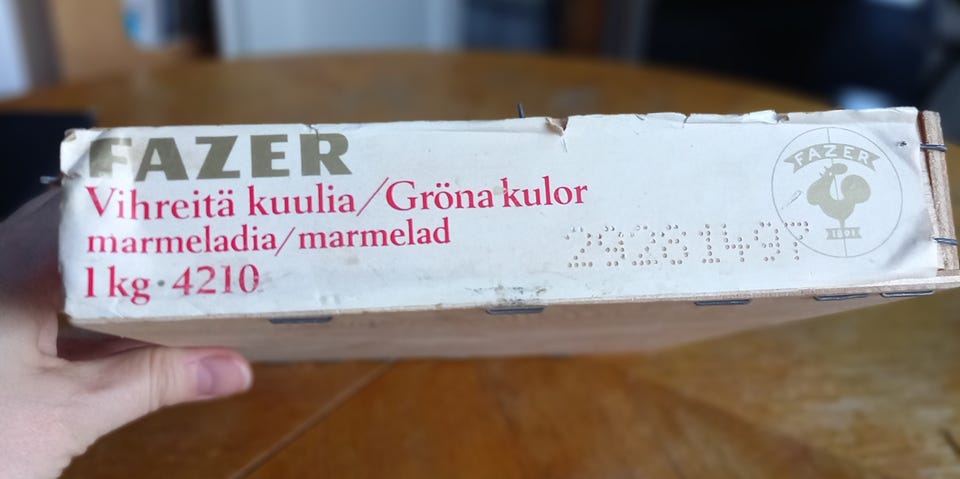 FAZER
Vihreitä kuulia/Gröna kulor
marmeladia/marmelad
1 kg · 4210
FAZER
1891